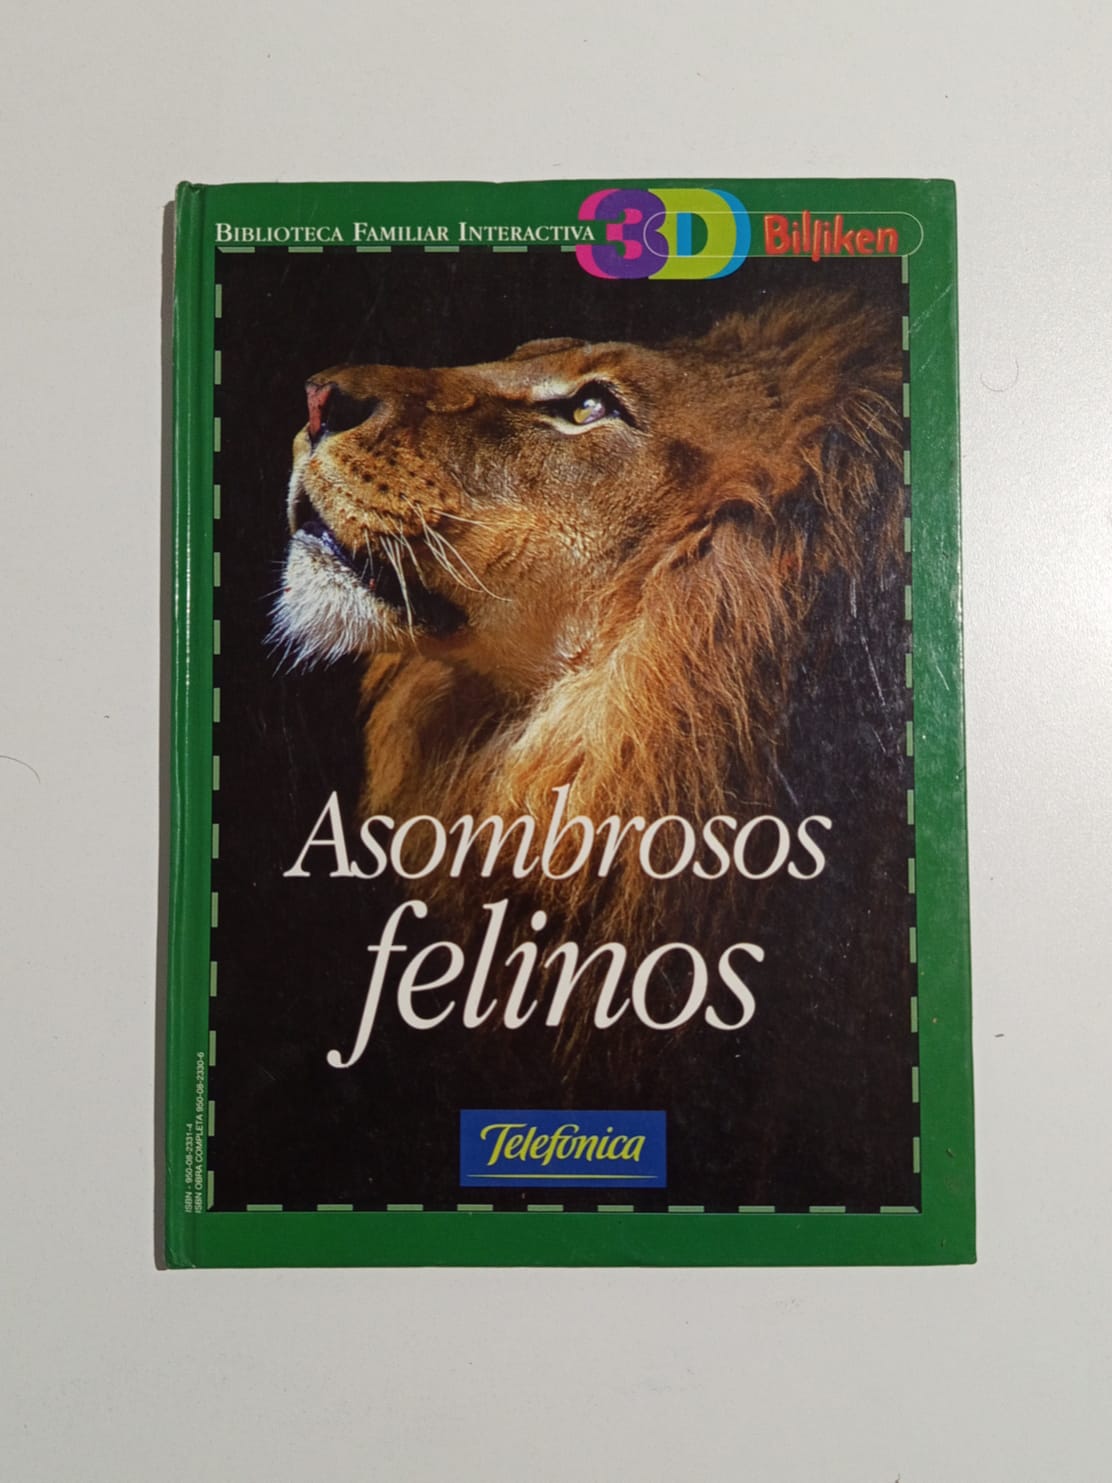 BIBLIOTECA FAMILIAR INTERACTIVA 3D Billiken
Asombrosos
felinos
Telefónica
ISBN - 950-08-2331-4
ISBN OBRA COMPLETA 950-08-2330-6